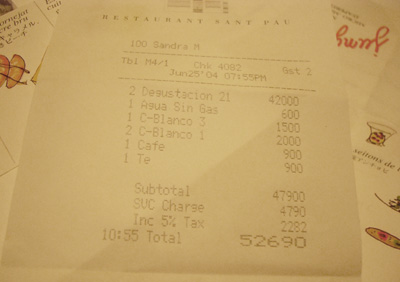 RESTAURANT SANT PAU
100 Sandra M
Tbl M4/1 Chk 4082 Gst 2
Jun25'04 07:55PM
2 Degustacion 21 42000
1 Agua Sin Gas 600
1 C-Blanco 3 1500
2 C-Blanco 1 2000
1 Cafe 900
1 Te 900
Subtotal 47900
SVC Charge 4790
Inc 5% Tax 2282
10:55 Total 52690